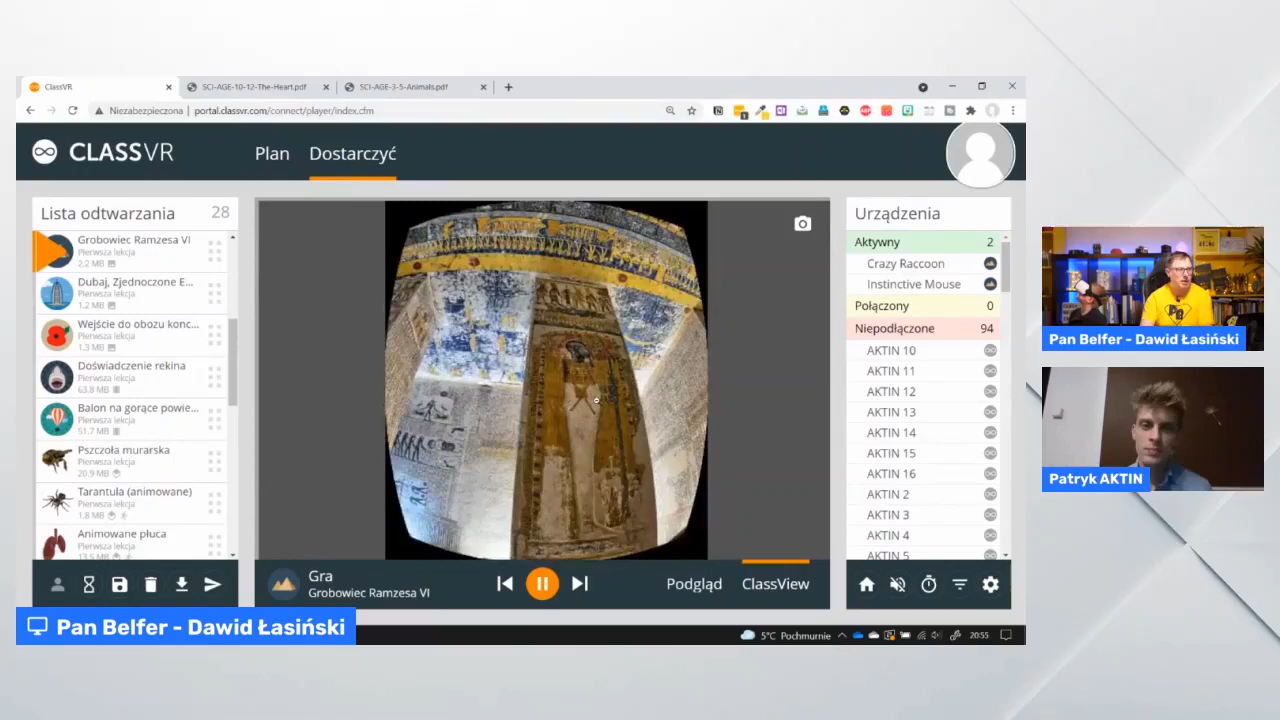 ClassVR
SCI-AGE-10-12-The-Heart.pdf
SCI-AGE-3-5-Animals.pdf
Niezabezpieczona
portal.classvr.com/connect/player/index.cfm
CLASSVR
Plan
Dostarczyć
Lista odtwarzania
28
Grobowiec Ramzesa VI
Pierwsza lekcja
2.2 MB
Dubaj, Zjednoczone E...
Pierwsza lekcja
1.2 MB
Wejście do obozu konc...
Pierwsza lekcja
1.3 MB
Doświadczenie rekina
Pierwsza lekcja
63.8 MB
Balon na gorące powie...
Pierwsza lekcja
51.7 MB
Pszczoła murarska
Pierwsza lekcja
20.9 MB
Tarantula (animowane)
Pierwsza lekcja
1.8 MB
Animowane płuca
Pierwsza lekcja
13.5 MB
Gra
Grobowiec Ramzesa VI
Podgląd
ClassView
Urządzenia
Aktywny 2
Crazy Raccoon
Instinctive Mouse
Połączony 0
Niepodłączone 94
AKTIN 10
AKTIN 11
AKTIN 12
AKTIN 13
AKTIN 14
AKTIN 15
AKTIN 16
AKTIN 2
AKTIN 3
AKTIN 4
AKTIN 5
5°C Pochmurnie
20:55
Pan Belfer - Dawid Łasiński
Pan Belfer - Dawid Łasiński
Patryk AKTIN